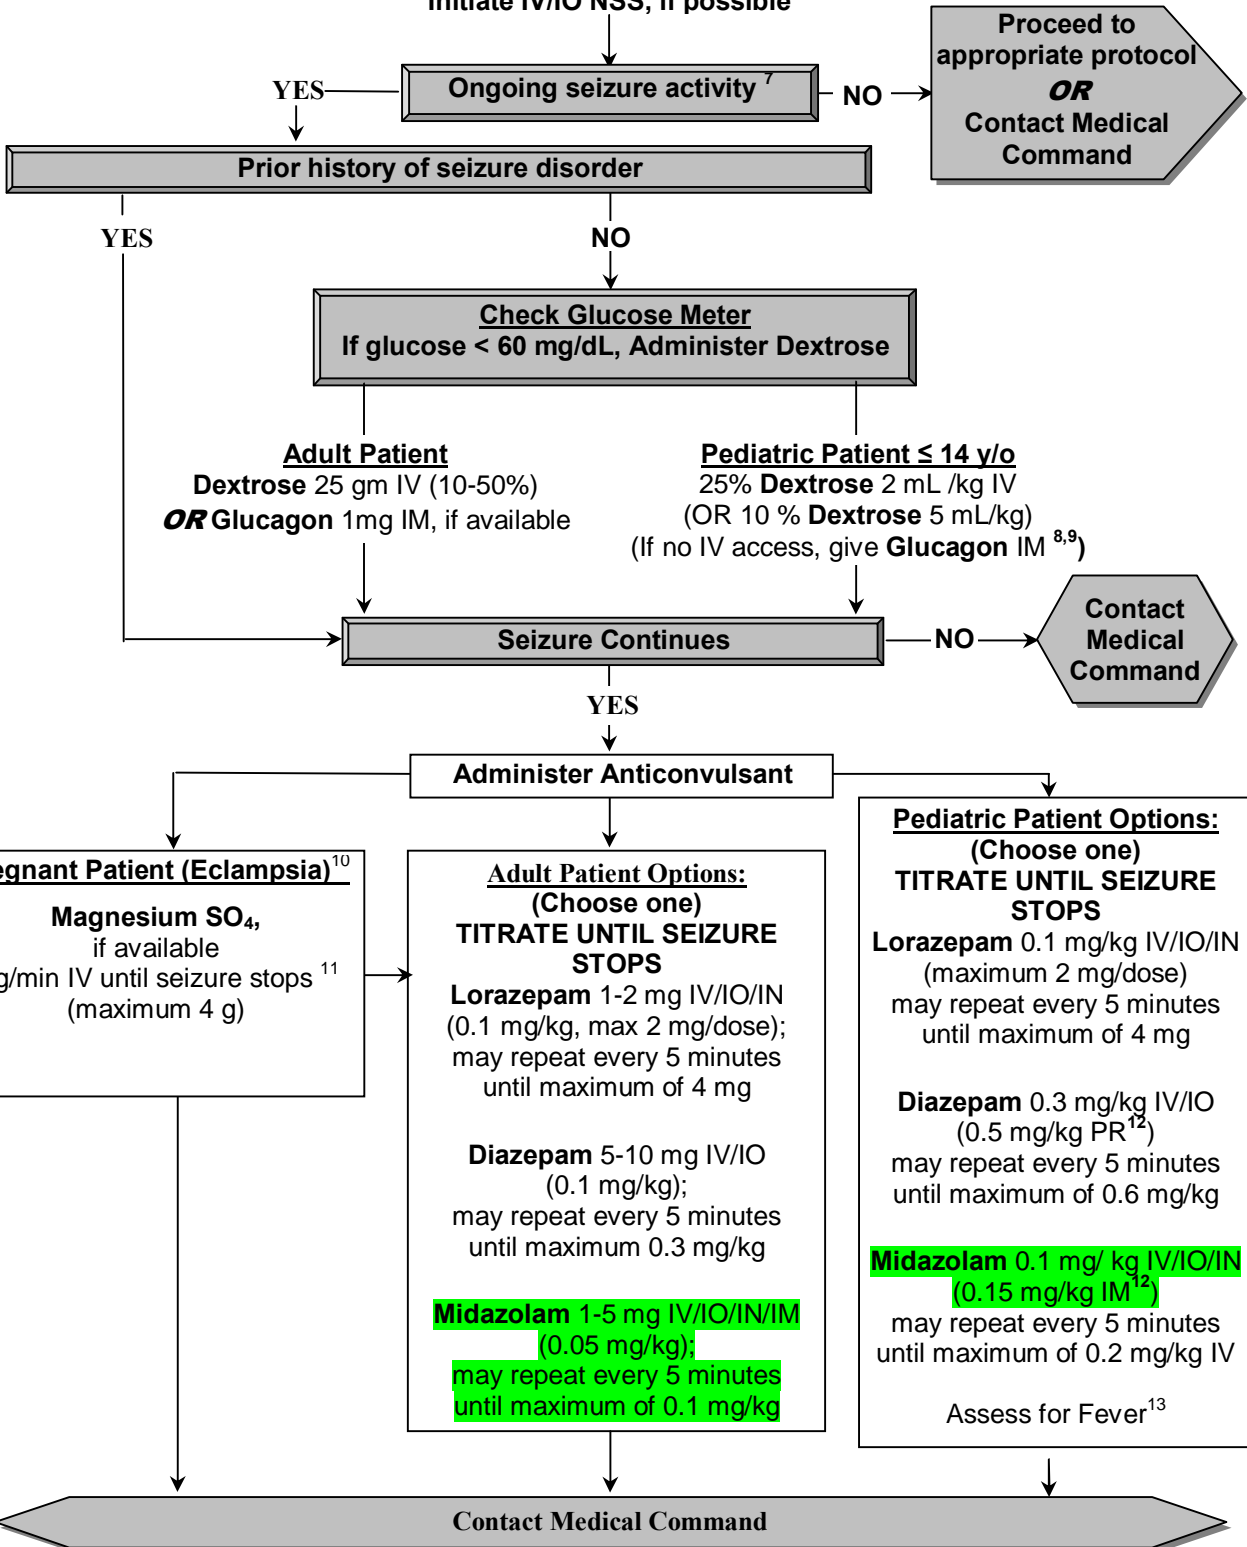 Initiate IV/IO NSS, if possible
Proceed to
appropriate protocol
OR
Contact Medical
Command
Ongoing seizure activity 7
YES
NO
Prior history of seizure disorder
YES
NO
Check Glucose Meter
If glucose < 60 mg/dL, Administer Dextrose
Adult Patient
Dextrose 25 gm IV (10-50%)
OR Glucagon 1mg IM, if available
Pediatric Patient ≤ 14 y/o
25% Dextrose 2 mL /kg IV
(OR 10 % Dextrose 5 mL/kg)
(If no IV access, give Glucagon IM 8,9)
Seizure Continues
NO
Contact
Medical
Command
YES
Administer Anticonvulsant
Patient (Eclampsia)10
Magnesium SO4,
if available
g/min IV until seizure stops 11
(maximum 4 g)
Adult Patient Options:
(Choose one)
TITRATE UNTIL SEIZURE
STOPS
Lorazepam 1-2 mg IV/IO/IN
(0.1 mg/kg, max 2 mg/dose);
may repeat every 5 minutes
until maximum of 4 mg
Diazepam 5-10 mg IV/IO
(0.1 mg/kg);
may repeat every 5 minutes
until maximum 0.3 mg/kg
Midazolam 1-5 mg IV/IO/IN/IM
(0.05 mg/kg);
may repeat every 5 minutes
until maximum of 0.1 mg/kg
Pediatric Patient Options:
(Choose one)
TITRATE UNTIL SEIZURE
STOPS
Lorazepam 0.1 mg/kg IV/IO/IN
(maximum 2 mg/dose)
may repeat every 5 minutes
until maximum of 4 mg
Diazepam 0.3 mg/kg IV/IO
(0.5 mg/kg PR12)
may repeat every 5 minutes
until maximum of 0.6 mg/kg
Midazolam 0.1 mg/ kg IV/IO/IN
(0.15 mg/kg IM12)
may repeat every 5 minutes
until maximum of 0.2 mg/kg IV
Assess for Fever13
Contact Medical Command